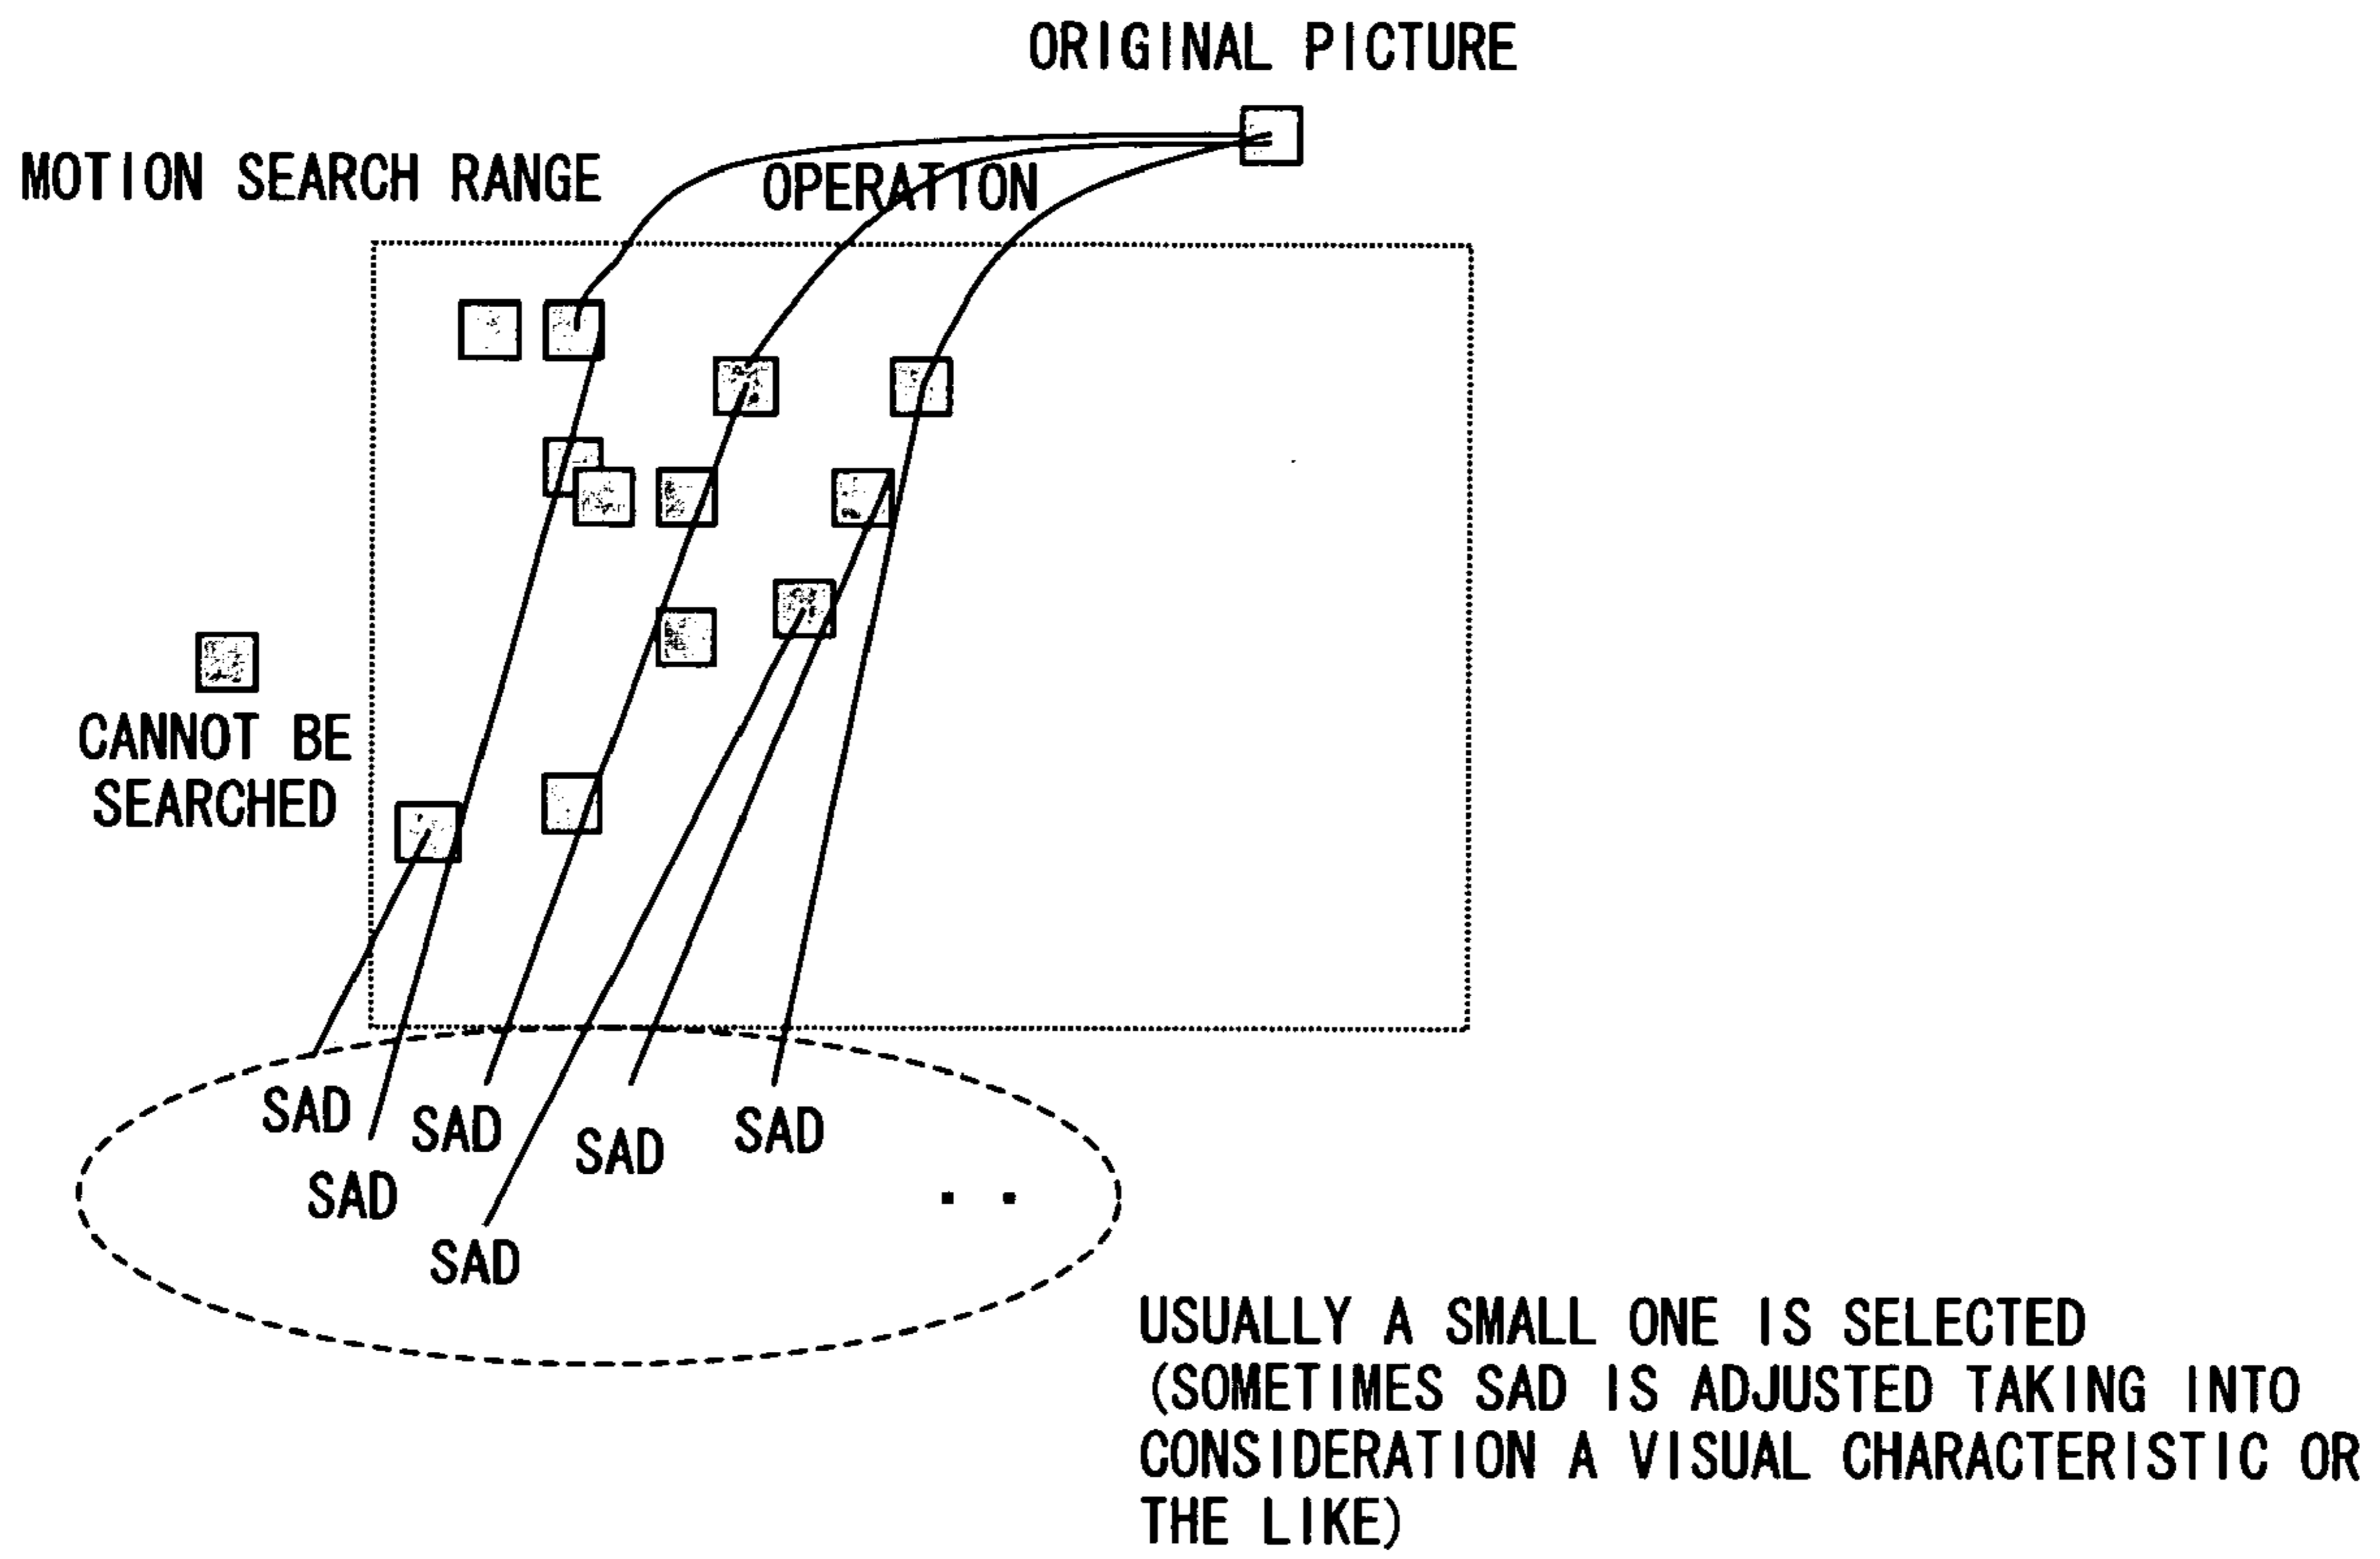 ORIGINAL PICTURE
MOTION SEARCH RANGE
OPERATION
CANNOT BE
SEARCHED
SAD
SAD
SAD
SAD
SAD
SAD
. .
USUALLY A SMALL ONE IS SELECTED
(SOMETIMES SAD IS ADJUSTED TAKING INTO
CONSIDERATION A VISUAL CHARACTERISTIC OR
THE LIKE)